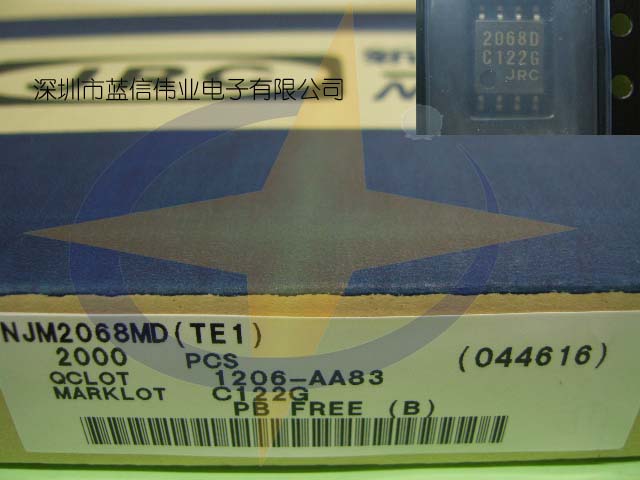 2068D
C122G
JRC
JRC
深圳市蓝信伟业电子有限公司
NJM2068MD(TE1)
2000 PCS (044616)
QCLOT 1206-AA83
MARKLOT C122G
PB FREE (B)